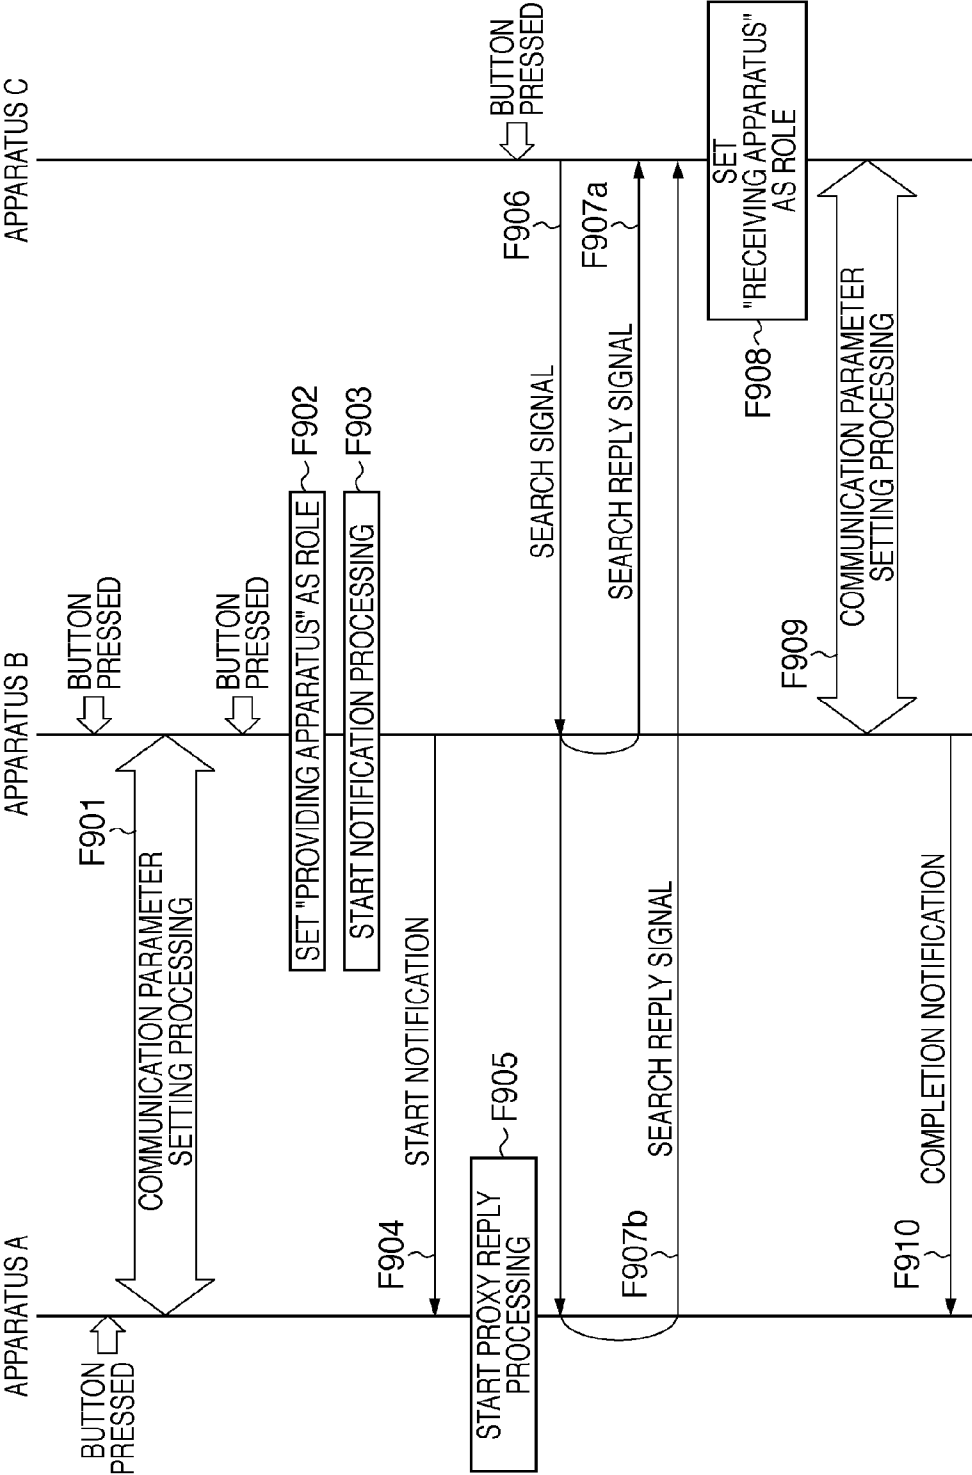 APPARATUS A
APPARATUS B
APPARATUS C
BUTTON
PRESSED
BUTTON
PRESSED
F901
COMMUNICATION PARAMETER
SETTING PROCESSING
BUTTON
PRESSED
SET "PROVIDING APPARATUS" AS ROLE
F902
START NOTIFICATION PROCESSING
F903
F904
START NOTIFICATION
START PROXY REPLY
PROCESSING
F905
BUTTON
PRESSED
SEARCH SIGNAL
F906
SEARCH REPLY SIGNAL
F907a
F907b
SEARCH REPLY SIGNAL
F908
SET
"RECEIVING APPARATUS"
AS ROLE
F909
COMMUNICATION PARAMETER
SETTING PROCESSING
F910
COMPLETION NOTIFICATION